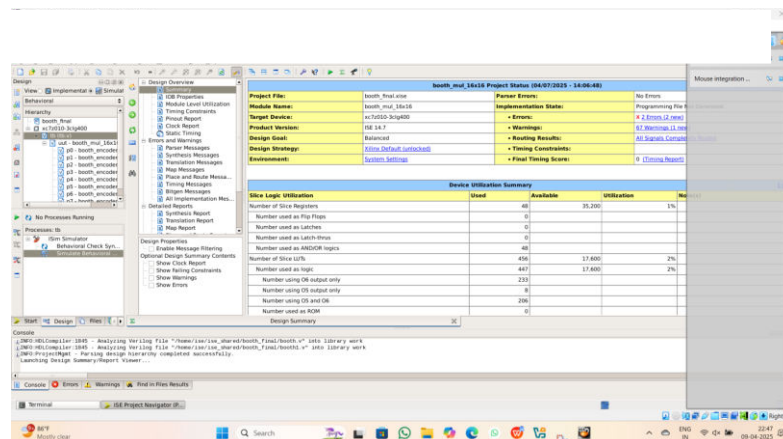 Mouse integration ...
Design
View: Implementation Simulat
Behavioral
Hierarchy
booth_final
xc7z010-3clg400
uut - booth_mul_16x1
p0 - booth_encoder
p1 - booth_encoder
p2 - booth_encoder
p3 - booth_encoder
p4 - booth_encoder
p5 - booth_encoder
p6 - booth_encoder
p7 - booth_encoder
No Processes Running
Processes: tb
ISim Simulator
Behavioral Check Syn...
Simulate Behavioral
Design Overview
Summary
IOB Properties
Module Level Utilization
Timing Constraints
Pinout Report
Clock Report
Static Timing
Errors and Warnings
Parser Messages
Synthesis Messages
Translation Messages
Map Messages
Place and Route Messa...
Timing Messages
Bitgen Messages
All Implementation Mes...
Detailed Reports
Synthesis Report
Translation Report
Map Report
Design Properties
Enable Message Filtering
Optional Design Summary Contents
Show Clock Report
Show Failing Constraints
Show Warnings
Show Errors
booth_mul_16x16 Project Status (04/07/2025 - 14:06:48)
Project File: booth_final.xise Parser Errors: No Errors
Module Name: booth_mul_16x16 Implementation State: Programming File
Target Device: xc7z010-3clg400 • Errors: X 2 Errors (2 new)
Product Version: ISE 14.7 • Warnings: 67 Warnings (1 new)
Design Goal: Balanced • Routing Results: All Signals Completely Routed
Design Strategy: Xilinx Default (unlocked) • Timing Constraints:
Environment: System Settings • Final Timing Score: 0 (Timing Report)
Device Utilization Summary
Slice Logic Utilization Used Available Utilization
Number of Slice Registers 48 35,200 1%
Number used as Flip Flops 0
Number used as Latches 0
Number used as Latch-thrus 0
Number used as AND/OR logics 48
Number of Slice LUTs 456 17,600 2%
Number used as logic 447 17,600 2%
Number using O6 output only 233
Number using O5 output only 8
Number using O5 and O6 206
Number used as ROM 0
Start Design Files Design Summary
Console
INFO:HDLCompiler:1845 - Analyzing Verilog file "/home/ise/ise_shared/booth_final/booth.v" into library work
INFO:HDLCompiler:1845 - Analyzing Verilog file "/home/ise/ise_shared/booth_final/booth1.v" into library work
INFO:ProjectMgmt - Parsing design hierarchy completed successfully.
Launching Design Summary/Report Viewer...
Console Errors Warnings Find in Files Results
Terminal ISE Project Navigator (P...
Right
80°F
Mostly clear
Search
ENG
IN
22:47
09-04-2025